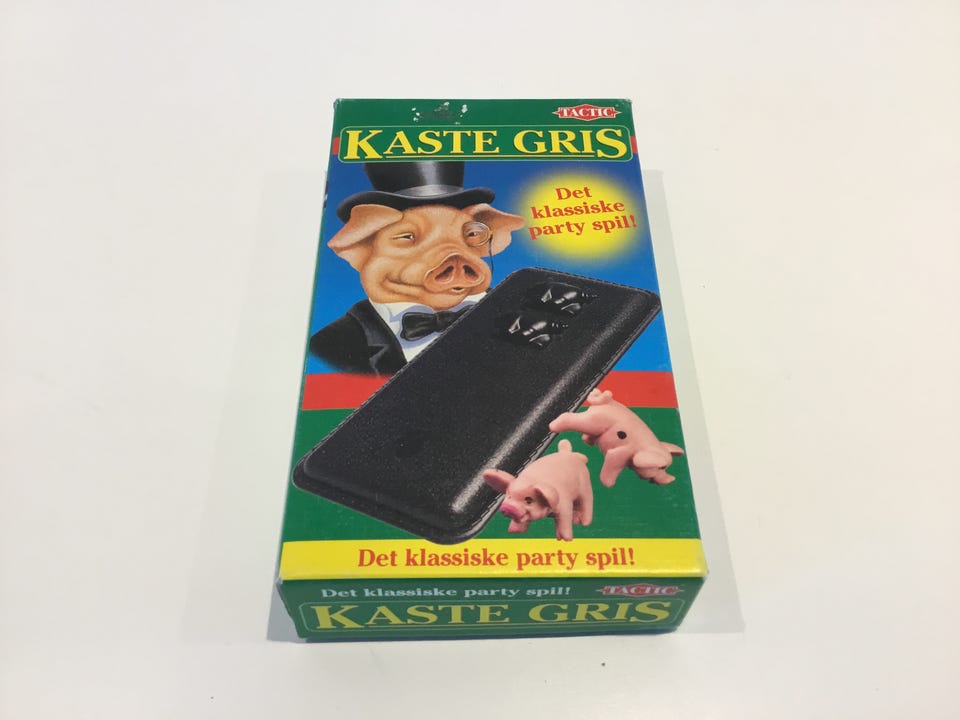 TACTIC
KASTE GRIS
Det
klassiske
party spil!
Det klassiske party spil!
Det klassiske party spil!
TACTIC
KASTE GRIS